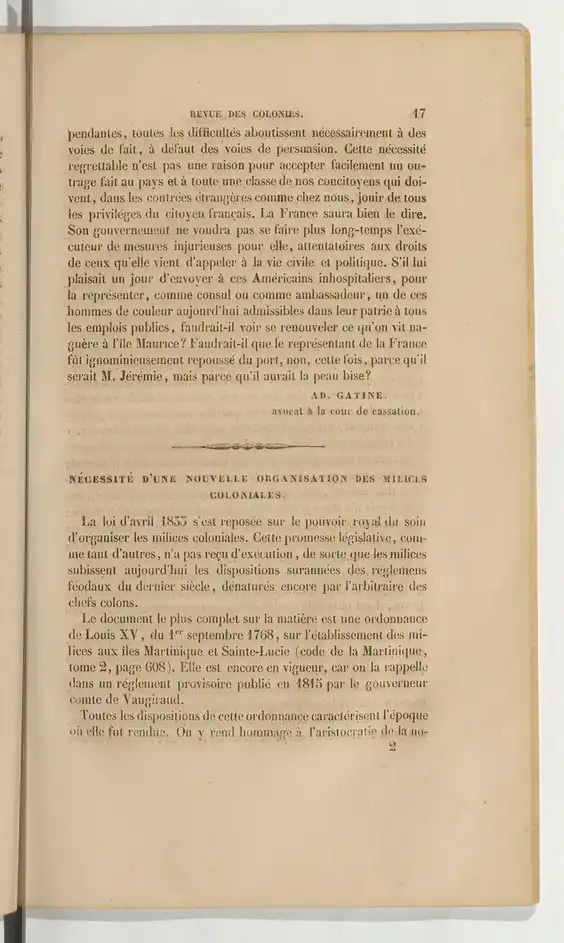 REVUE DES COLONIES. 17
pendantes, toutes les difficultés aboutissent nécessairement à des
voies de fait, à défaut des voies de persuasion. Cette nécessité
regrettable n'est pas une raison pour accepter facilement un ou-
trage fait au pays et à toute une classe de nos concitoyens qui doi-
vent, dans les contrées étrangères comme chez nous, jouir de tous
les priviléges du citoyen français. La France saura bien le dire.
Son gouvernement ne voudra pas se faire plus long-temps l'exé-
cuteur de mesures injurieuses pour elle, attentatoires aux droits
de ceux qu'elle vient d'appeler à la vie civile et politique. S'il lui
plaisait un jour d'envoyer à ces Américains inhospitaliers, pour
la représenter, comme consul ou comme ambassadeur, un de ces
hommes de couleur aujourd'hui admissibles dans leur patrie à tous
les emplois publics, faudrait-il voir se renouveler ce qu'on vit na-
guère à l'île Maurice? Faudrait-il que le représentant de la France
fût ignominieusement repoussé du port, non, cette fois, parce qu'il
serait M. Jérémie, mais parce qu'il aurait la peau bise?
AD. GATINE.
avocat à la cour de cassation.
NÉCESSITÉ D'UNE NOUVELLE ORGANISATION DES MILICES
COLONIALES.
La loi d'avril 1833 s'est reposée sur le pouvoir royal du soin
d'organiser les milices coloniales. Cette promesse législative, com-
me tant d'autres, n'a pas reçu d'exécution, de sorte que les milices
subissent aujourd'hui les dispositions surannées des réglemens
féodaux du dernier siècle, dénaturés encore par l'arbitraire des
chefs colons.
Le document le plus complet sur la matière est une ordonnance
de Louis XV, du 1er septembre 1768, sur l'établissement des mi-
lices aux îles Martinique et Sainte-Lucie (code de la Martinique,
tome 2, page 608). Elle est encore en vigueur, car on la rappelle
dans un réglement provisoire publié en 1815 par le gouverneur
comte de Vaugiraud.
Toutes les dispositions de cette ordonnance caractérisent l'époque
où elle fut rendue. On y rend hommage à l'aristocratie de la no-
2